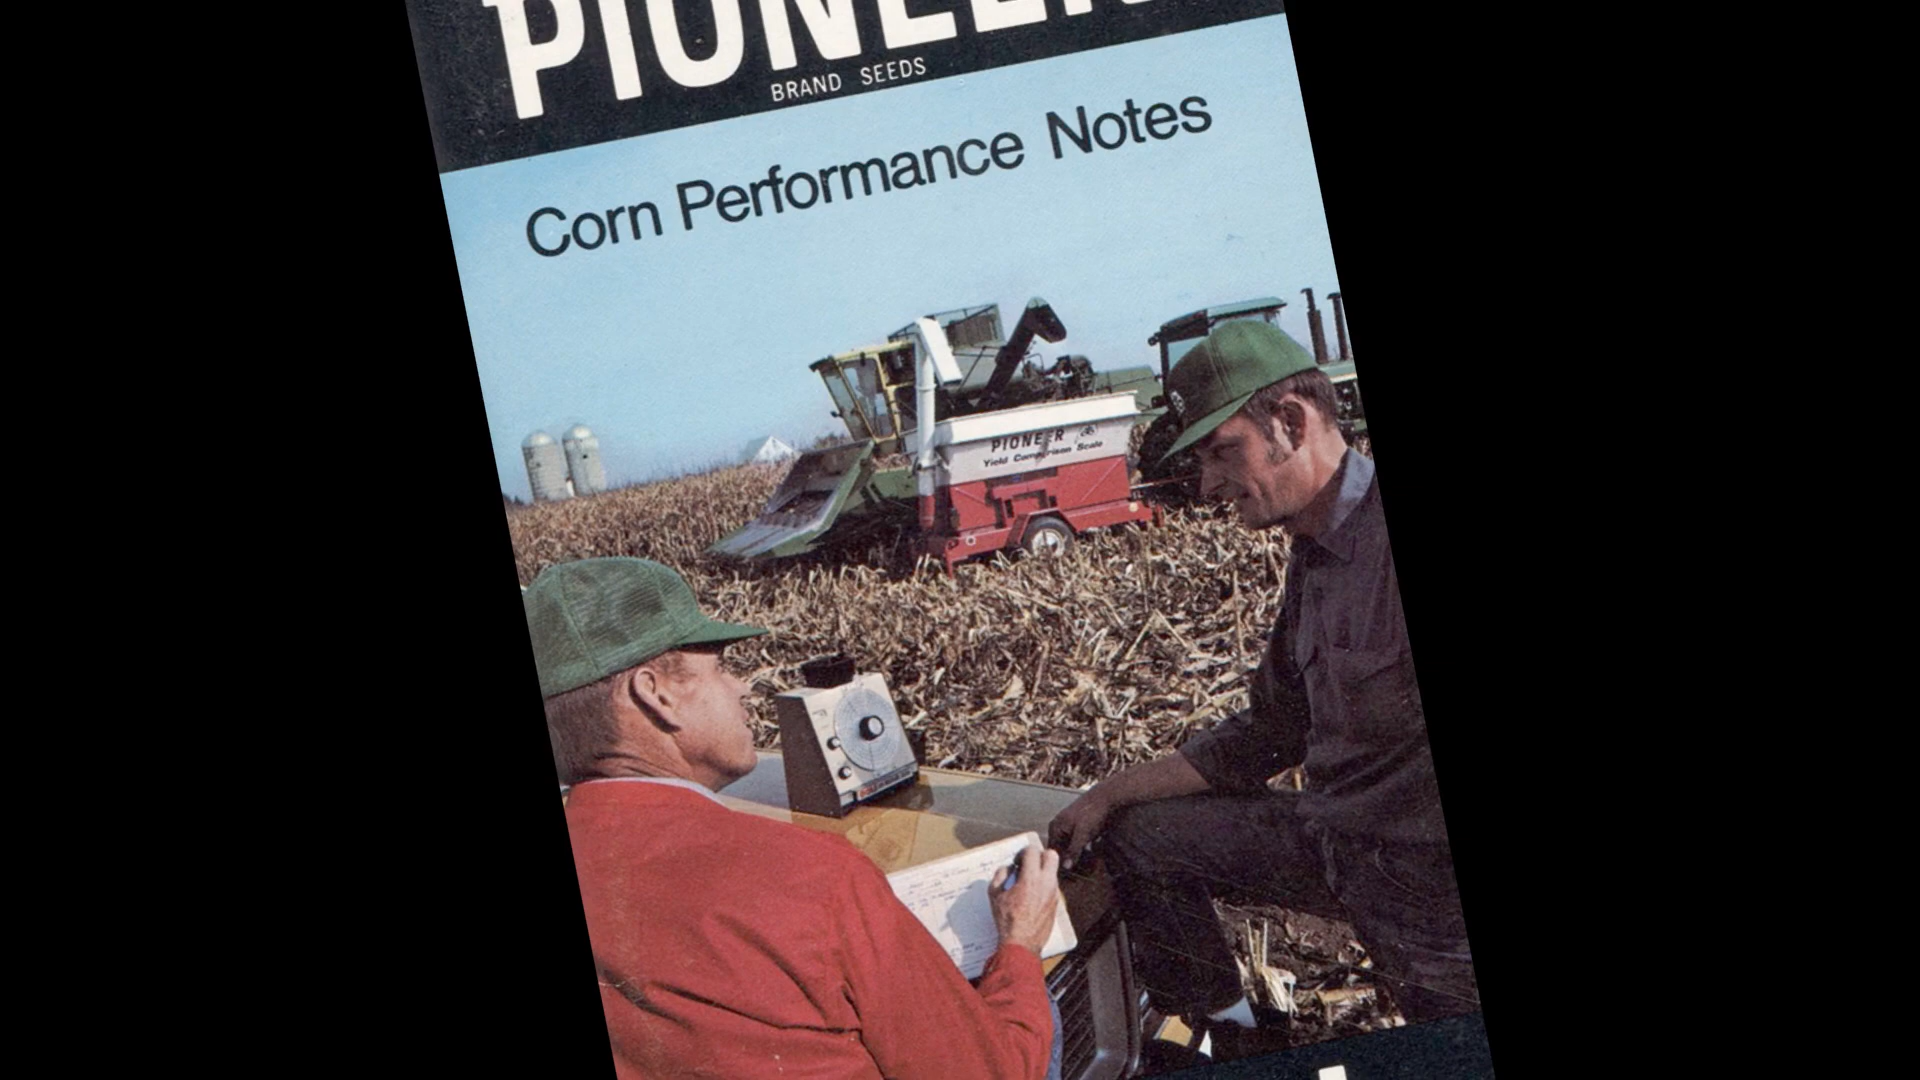 PIONEER
BRAND SEEDS
Corn Performance Notes
PIONEER
Yield Comparison Scale